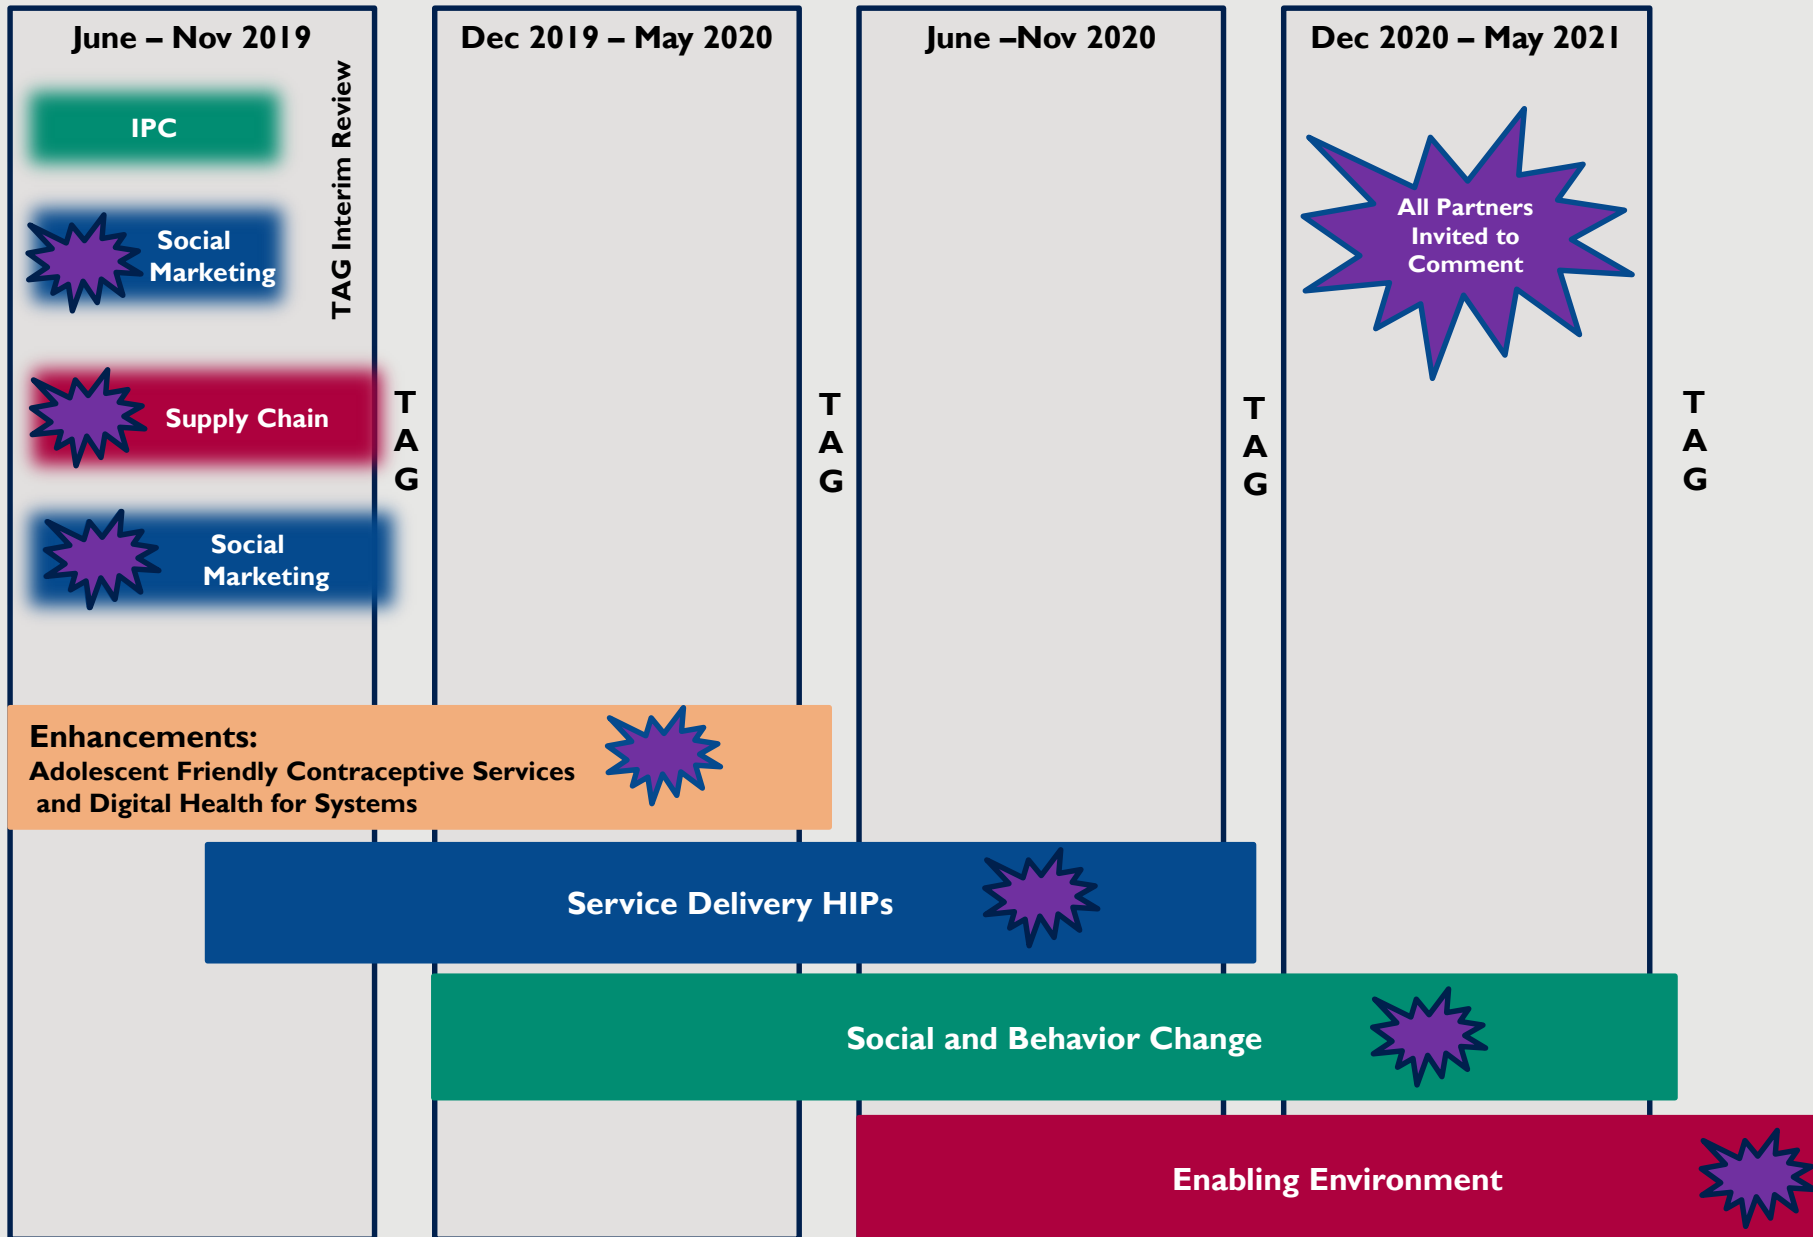 June – Nov 2019
Dec 2019 – May 2020
June –Nov 2020
Dec 2020 – May 2021
IPC
TAG Interim Review
Social
Marketing
All Partners
Invited to
Comment
Supply Chain
Social
Marketing
T
A
G
T
A
G
T
A
G
T
A
G
Enhancements:
Adolescent Friendly Contraceptive Services
and Digital Health for Systems
Service Delivery HIPs
Social and Behavior Change
Enabling Environment